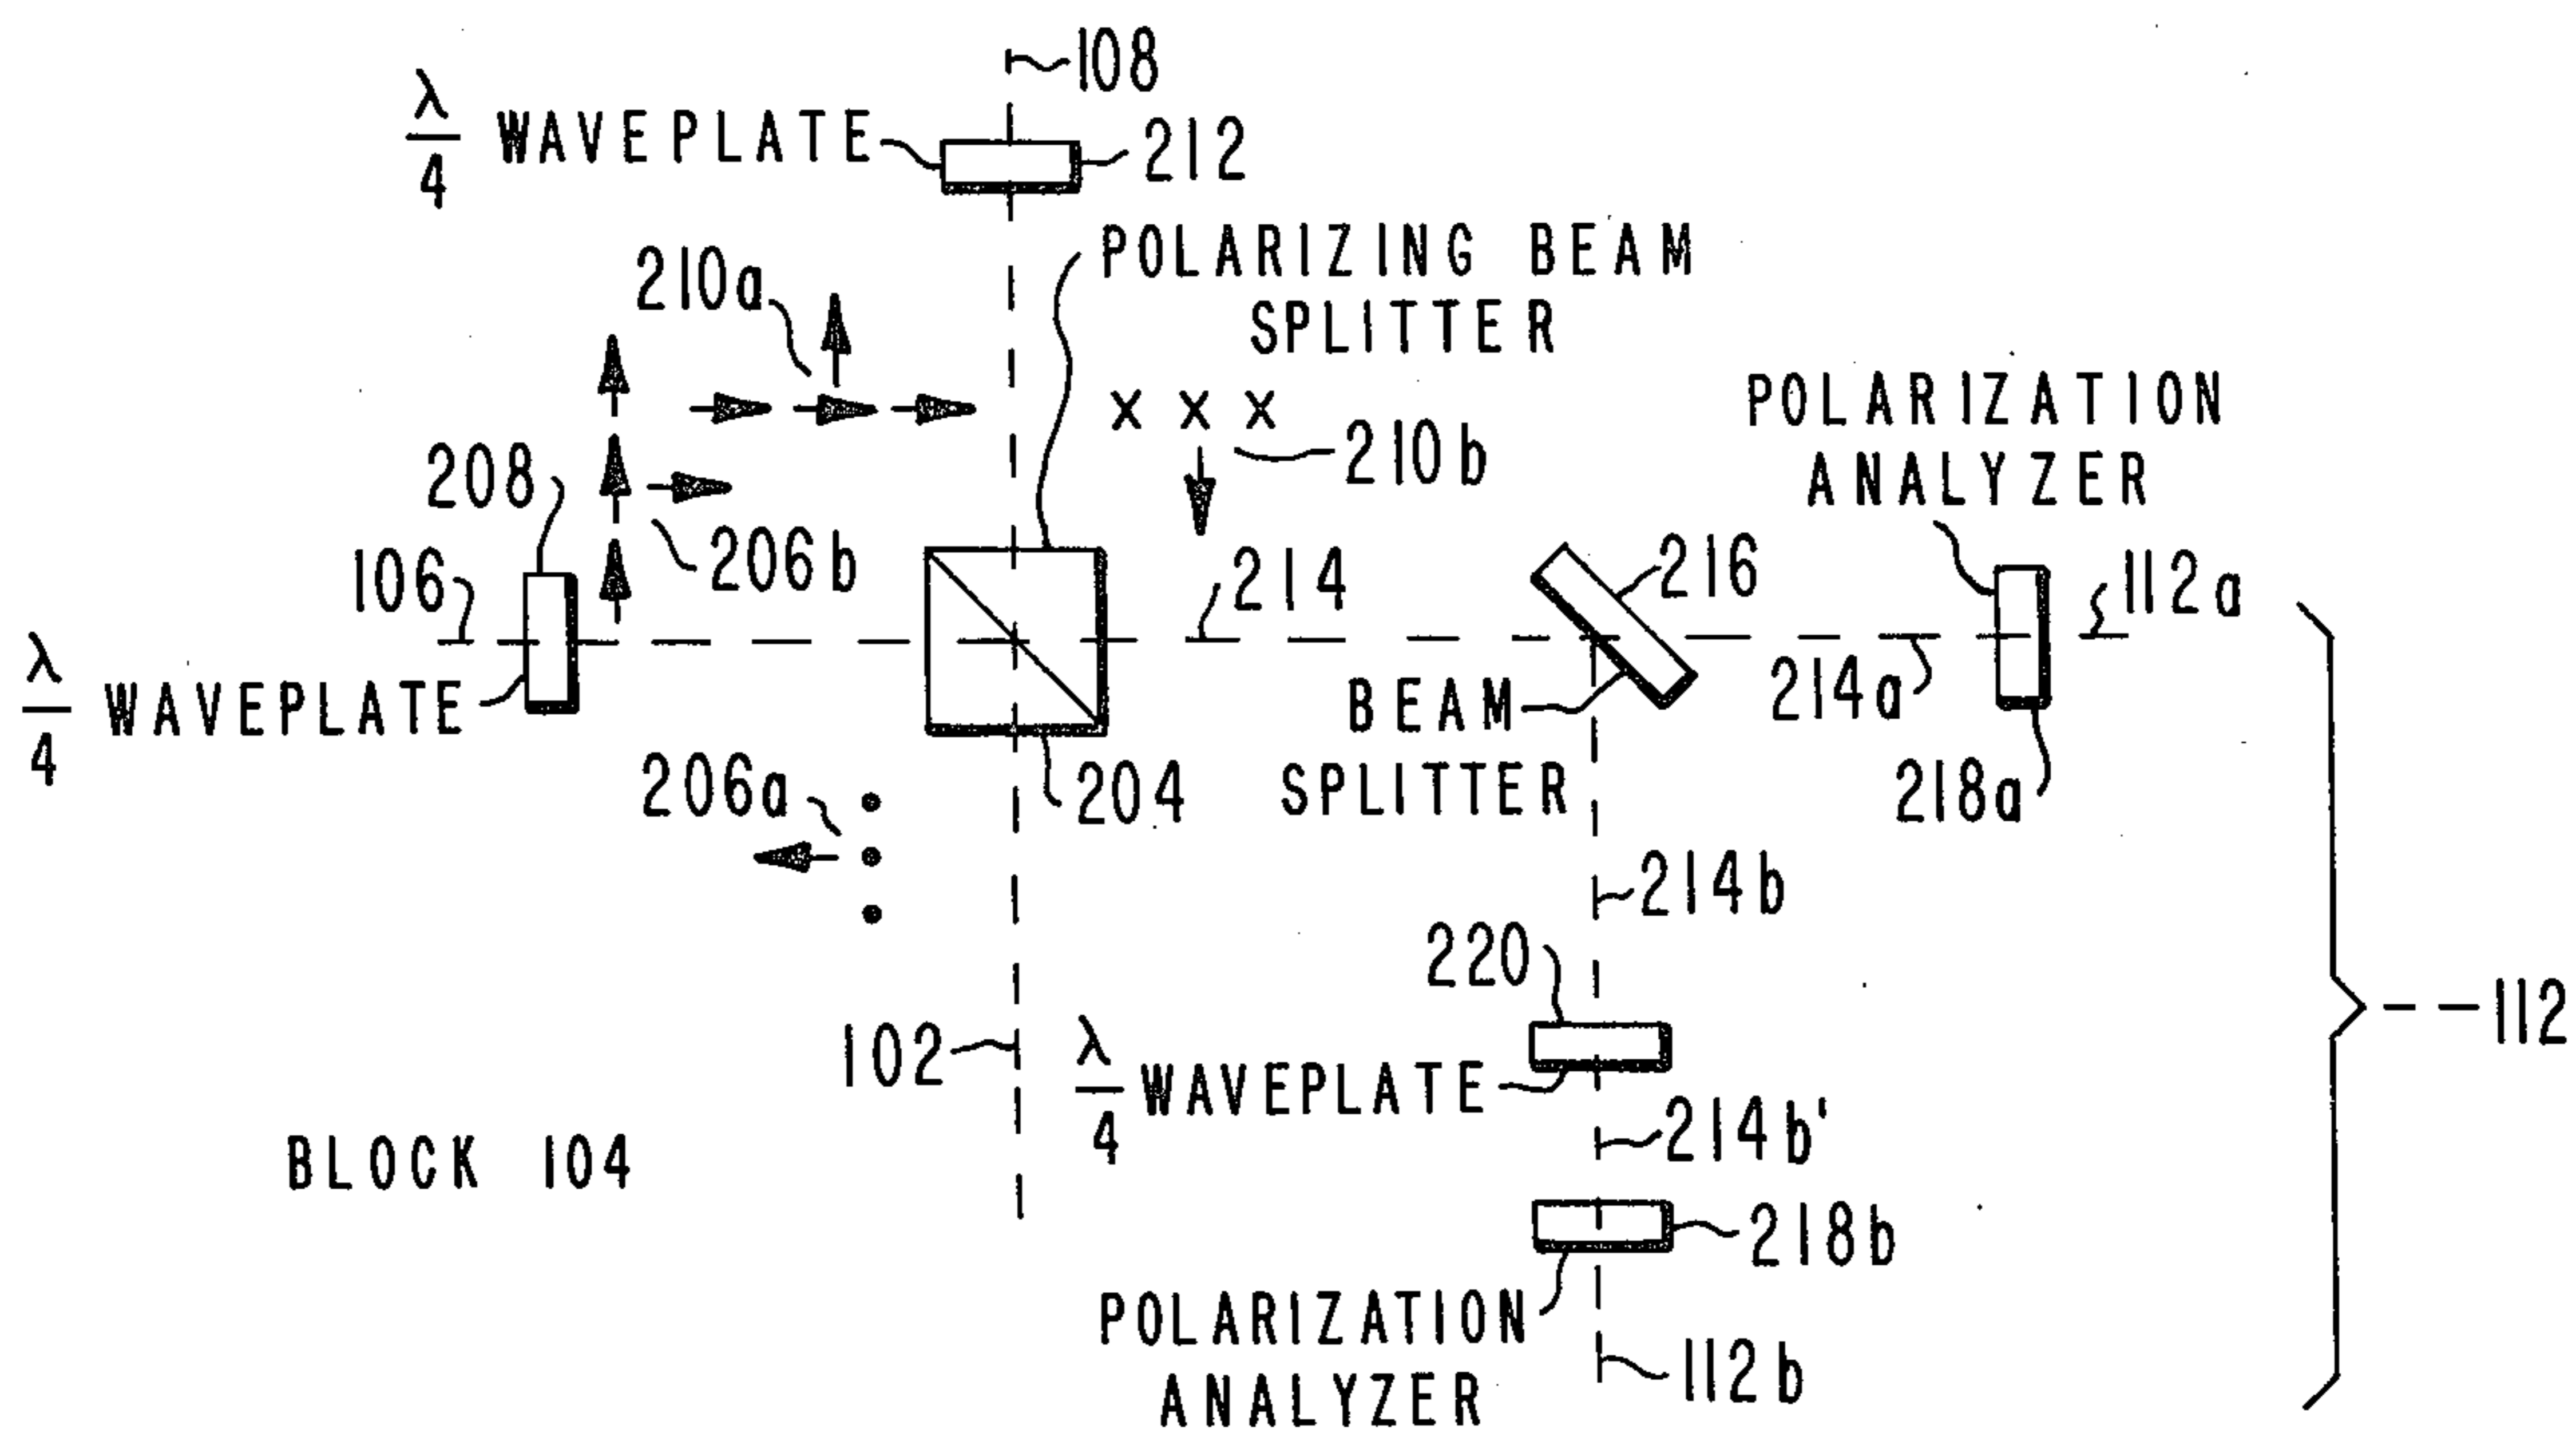 108
λ/4 WAVEPLATE
212
POLARIZING BEAM
SPLITTER
210a
X X X
210b
POLARIZATION
ANALYZER
208
206b
106
214
216
112a
λ/4 WAVEPLATE
BEAM
SPLITTER
214a
218a
206a
204
214b
220
102
λ/4 WAVEPLATE
112
214b'
BLOCK 104
218b
POLARIZATION
ANALYZER
112b